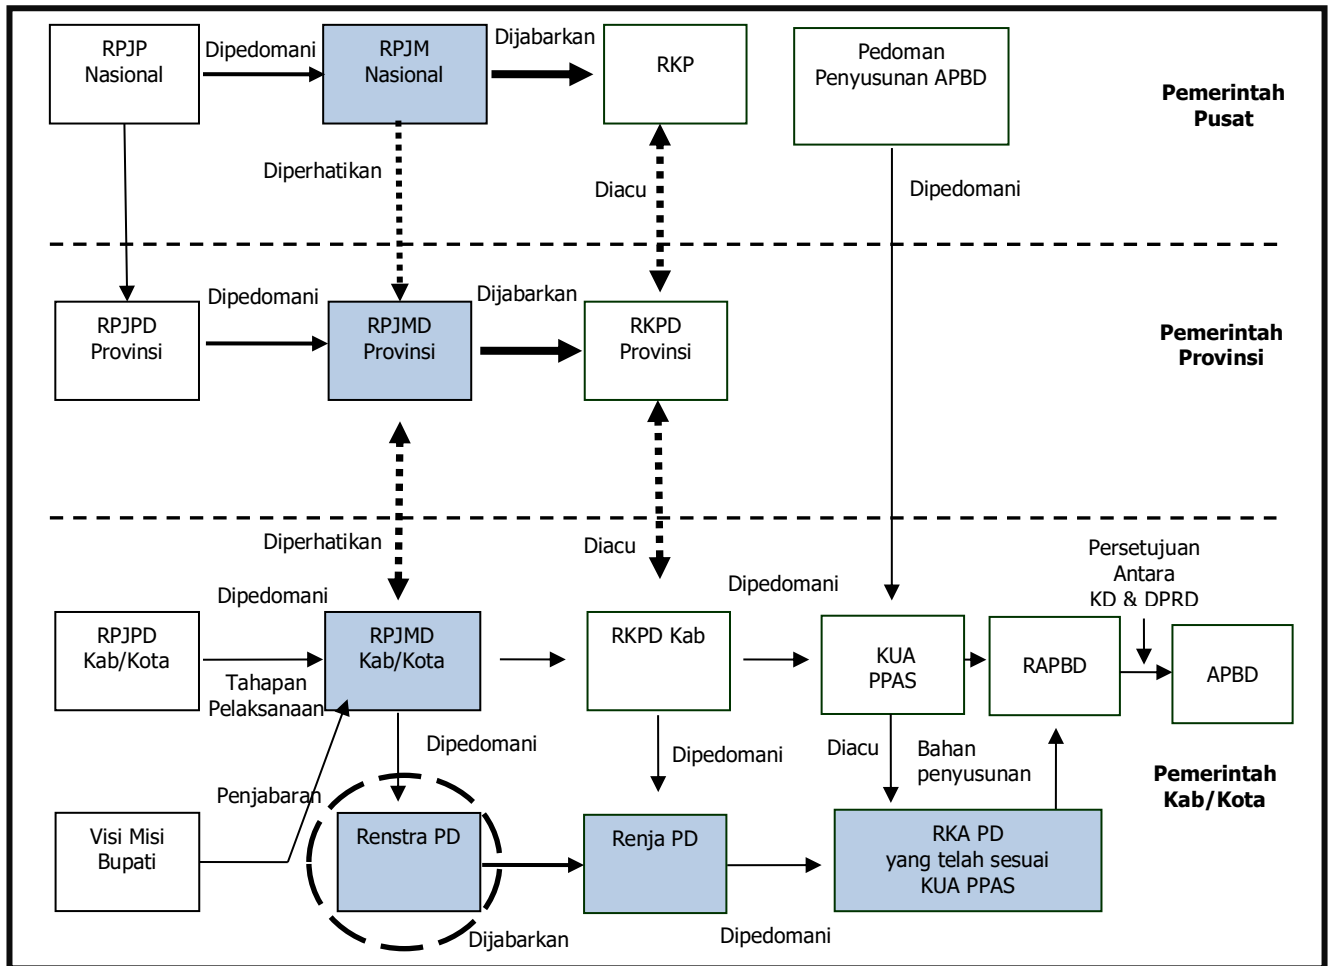 RPJP
Nasional
Dipedomani
RPJM
Nasional
Dijabarkan
RKP
Pedoman
Penyusunan APBD
Pemerintah
Pusat
Diperhatikan
Diacu
Dipedomani
RPJPD
Provinsi
Dipedomani
RPJMD
Provinsi
Dijabarkan
RKPD
Provinsi
Pemerintah
Provinsi
Diperhatikan
Diacu
Persetujuan
Antara
KD & DPRD
Dipedomani
Dipedomani
RPJPD
Kab/Kota
Tahapan
Pelaksanaan
RPJMD
Kab/Kota
RKPD Kab
KUA
PPAS
RAPBD
APBD
Dipedomani
Dipedomani
Diacu
Bahan
penyusunan
Pemerintah
Kab/Kota
Penjabaran
Visi Misi
Bupati
Renstra PD
Renja PD
RKA PD
yang telah sesuai
KUA PPAS
Dijabarkan
Dipedomani